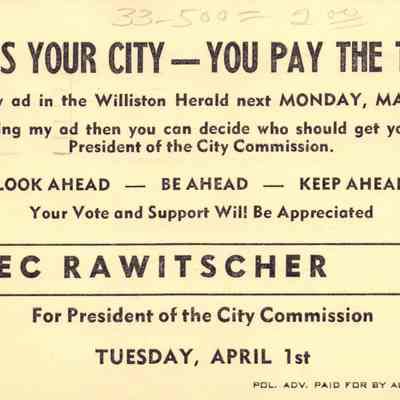 33-500 = 2 00
S YOUR CITY — YOU PAY THE T
y ad in the Williston Herald next MONDAY, MA
ing my ad then you can decide who should get yo
President of the City Commission.
LOOK AHEAD — BE AHEAD — KEEP AHEA
Your Vote and Support Will Be Appreciated
EC RAWITSCHER
For President of the City Commission
TUESDAY, APRIL 1st
POL. ADV. PAID FOR BY AL